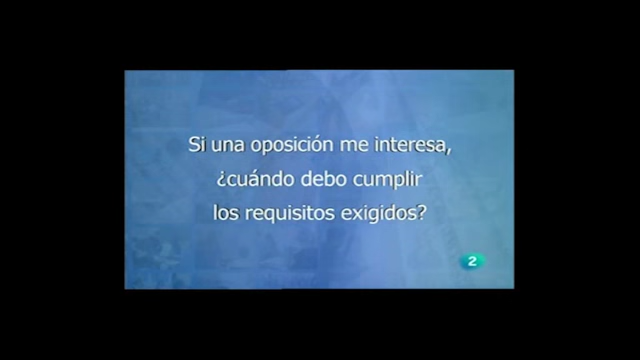 Si una oposición me interesa,
¿cuándo debo cumplir
los requisitos exigidos?
2